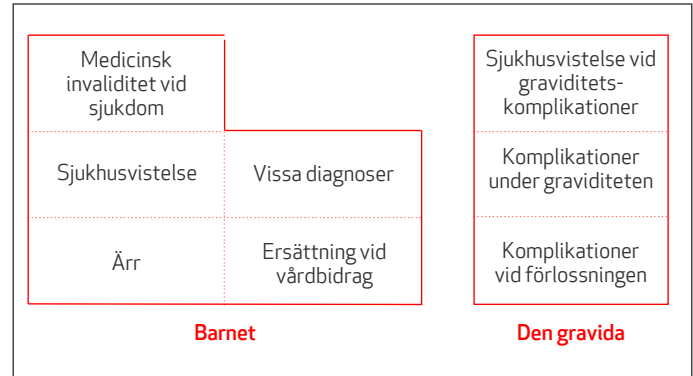 Medicinsk
invaliditet vid
sjukdom
Sjukhusvistelse
Vissa diagnoser
Ärr
Ersättning vid
vårdbidrag
Barnet
Sjukhusvistelse vid
graviditets-
komplikationer
Komplikationer
under graviditeten
Komplikationer
vid förlossningen
Den gravida